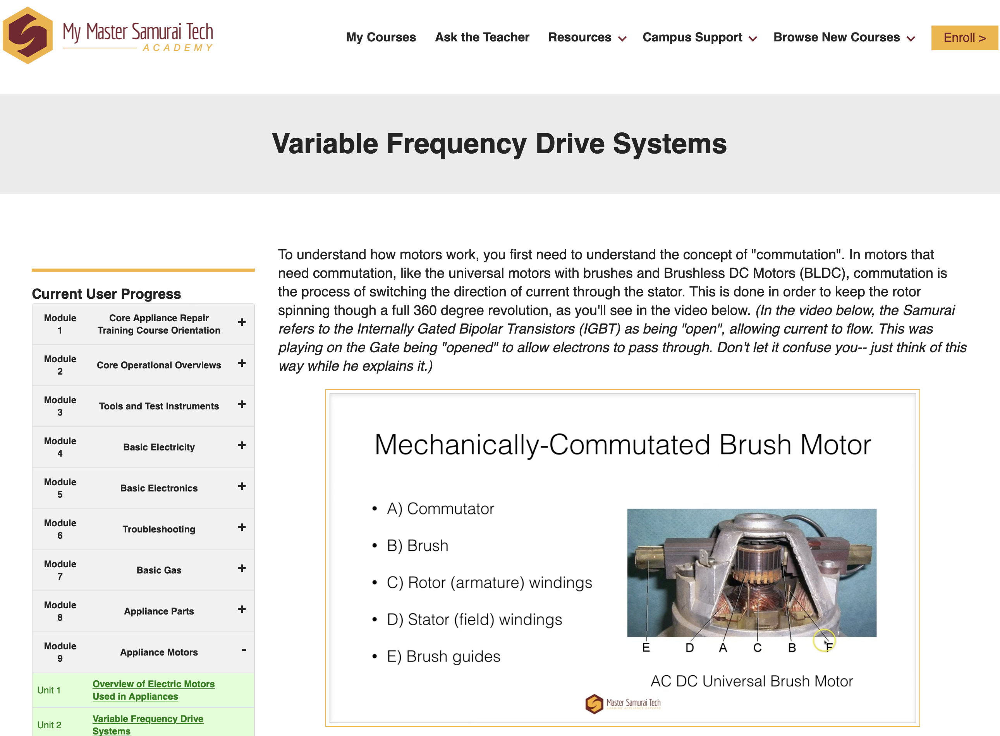 My Master Samurai Tech
ACADEMY
My Courses
Ask the Teacher
Resources
Campus Support
Browse New Courses
Enroll >
Variable Frequency Drive Systems
Current User Progress
Module 1
Core Appliance Repair
Training Course Orientation
+
Module 2
Core Operational Overviews
+
Module 3
Tools and Test Instruments
+
Module 4
Basic Electricity
+
Module 5
Basic Electronics
+
Module 6
Troubleshooting
+
Module 7
Basic Gas
+
Module 8
Appliance Parts
+
Module 9
Appliance Motors
-
Unit 1
Overview of Electric Motors
Used in Appliances
Unit 2
Variable Frequency Drive
Systems
To understand how motors work, you first need to understand the concept of "commutation". In motors that
need commutation, like the universal motors with brushes and Brushless DC Motors (BLDC), commutation is
the process of switching the direction of current through the stator. This is done in order to keep the rotor
spinning though a full 360 degree revolution, as you'll see in the video below. (In the video below, the Samurai
refers to the Internally Gated Bipolar Transistors (IGBT) as being "open", allowing current to flow. This was
playing on the Gate being "opened" to allow electrons to pass through. Don't let it confuse you-- just think of this
way while he explains it.)
Mechanically-Commutated Brush Motor
• A) Commutator
• B) Brush
• C) Rotor (armature) windings
• D) Stator (field) windings
• E) Brush guides
E D A C B F
AC DC Universal Brush Motor
Master Samurai Tech
LEADING APPLIANCE EXPERTS